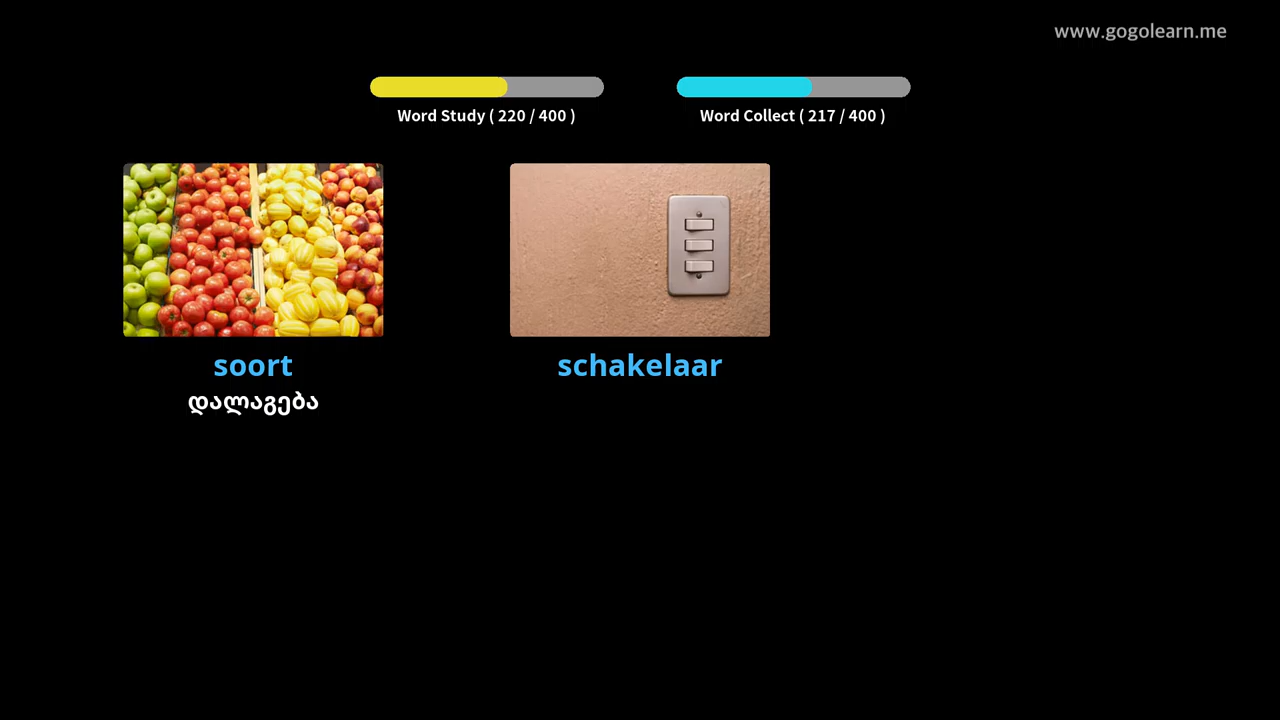 www.gogolearn.me
Word Study ( 220 / 400 )
Word Collect ( 217 / 400 )
soort
schakelaar
დალაგება